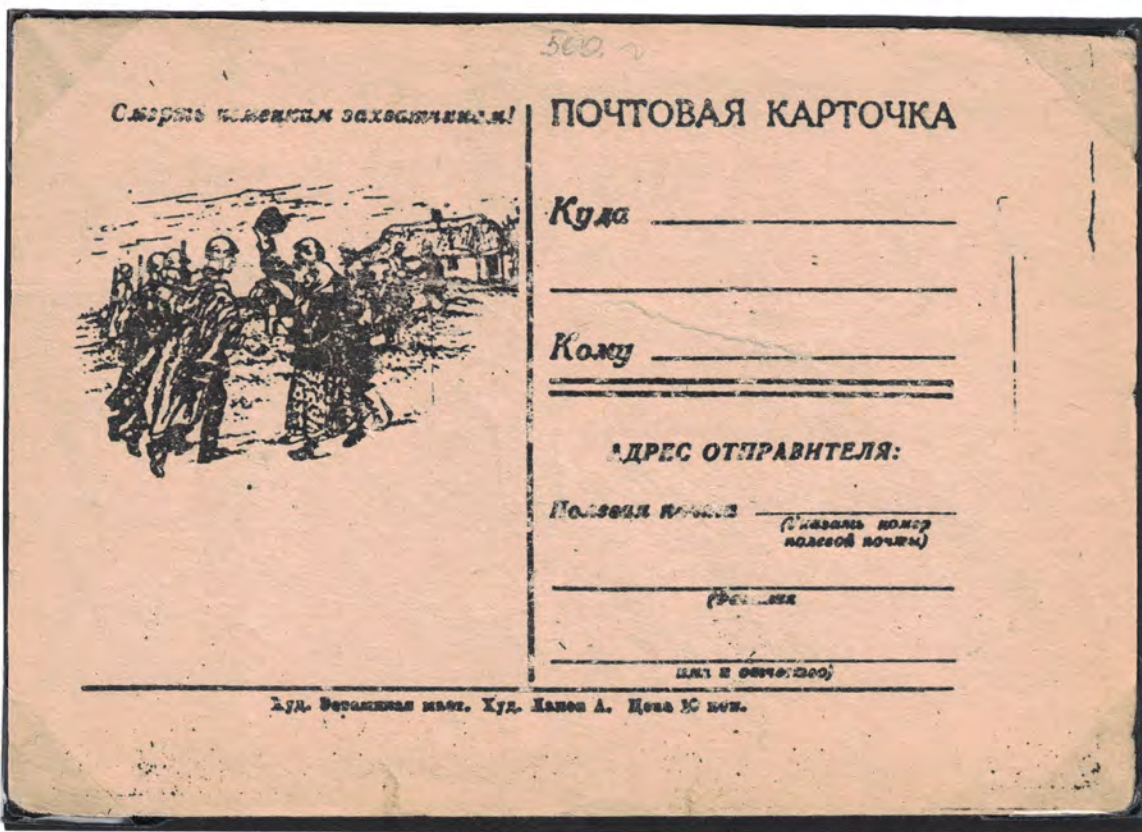 500.
Смерть немецким захватчикам!
ПОЧТОВАЯ КАРТОЧКА
Куда
Кому
АДРЕС ОТПРАВИТЕЛЯ:
Полевая почта
(Указать номер
полевой почты)
(Фамилия
имя и отчество)
Худ. Худ. А. Цена коп.